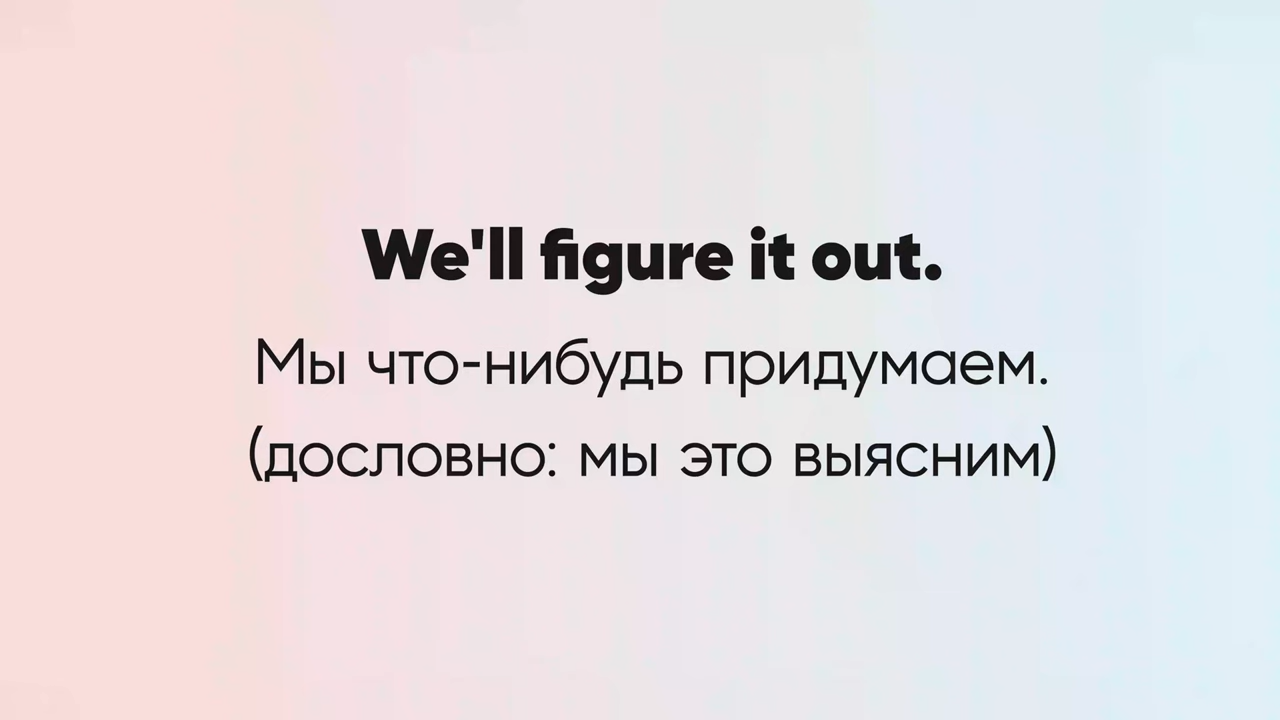 We'll figure it out.
Мы что-нибудь придумаем.
(дословно: мы это выясним)